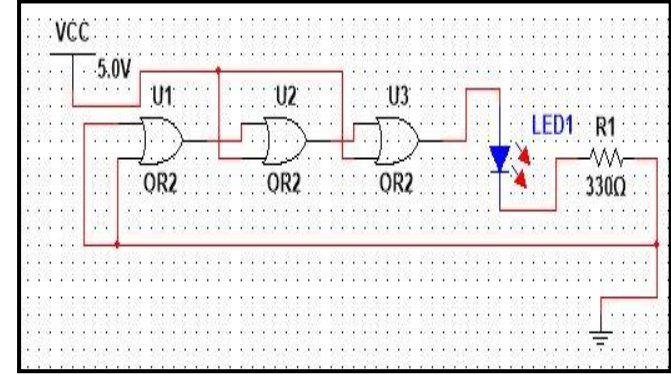 VCC
5.0V
U1
U2
U3
LED1
R1
OR2
OR2
OR2
330Ω